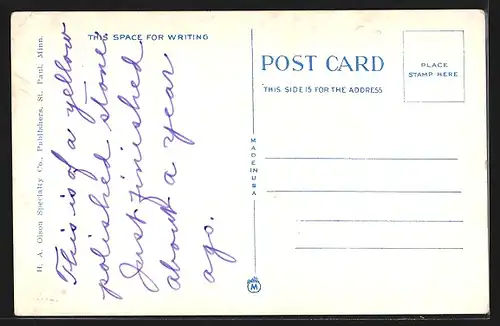 H. A. Olson Specialty Co., Publishers, St. Paul, Minn.
THIS SPACE FOR WRITING
This is of a yellow
polished stone
Just finished
about a year
ago.
MADE IN USA
M
POST CARD
THIS SIDE IS FOR THE ADDRESS
PLACE
STAMP HERE